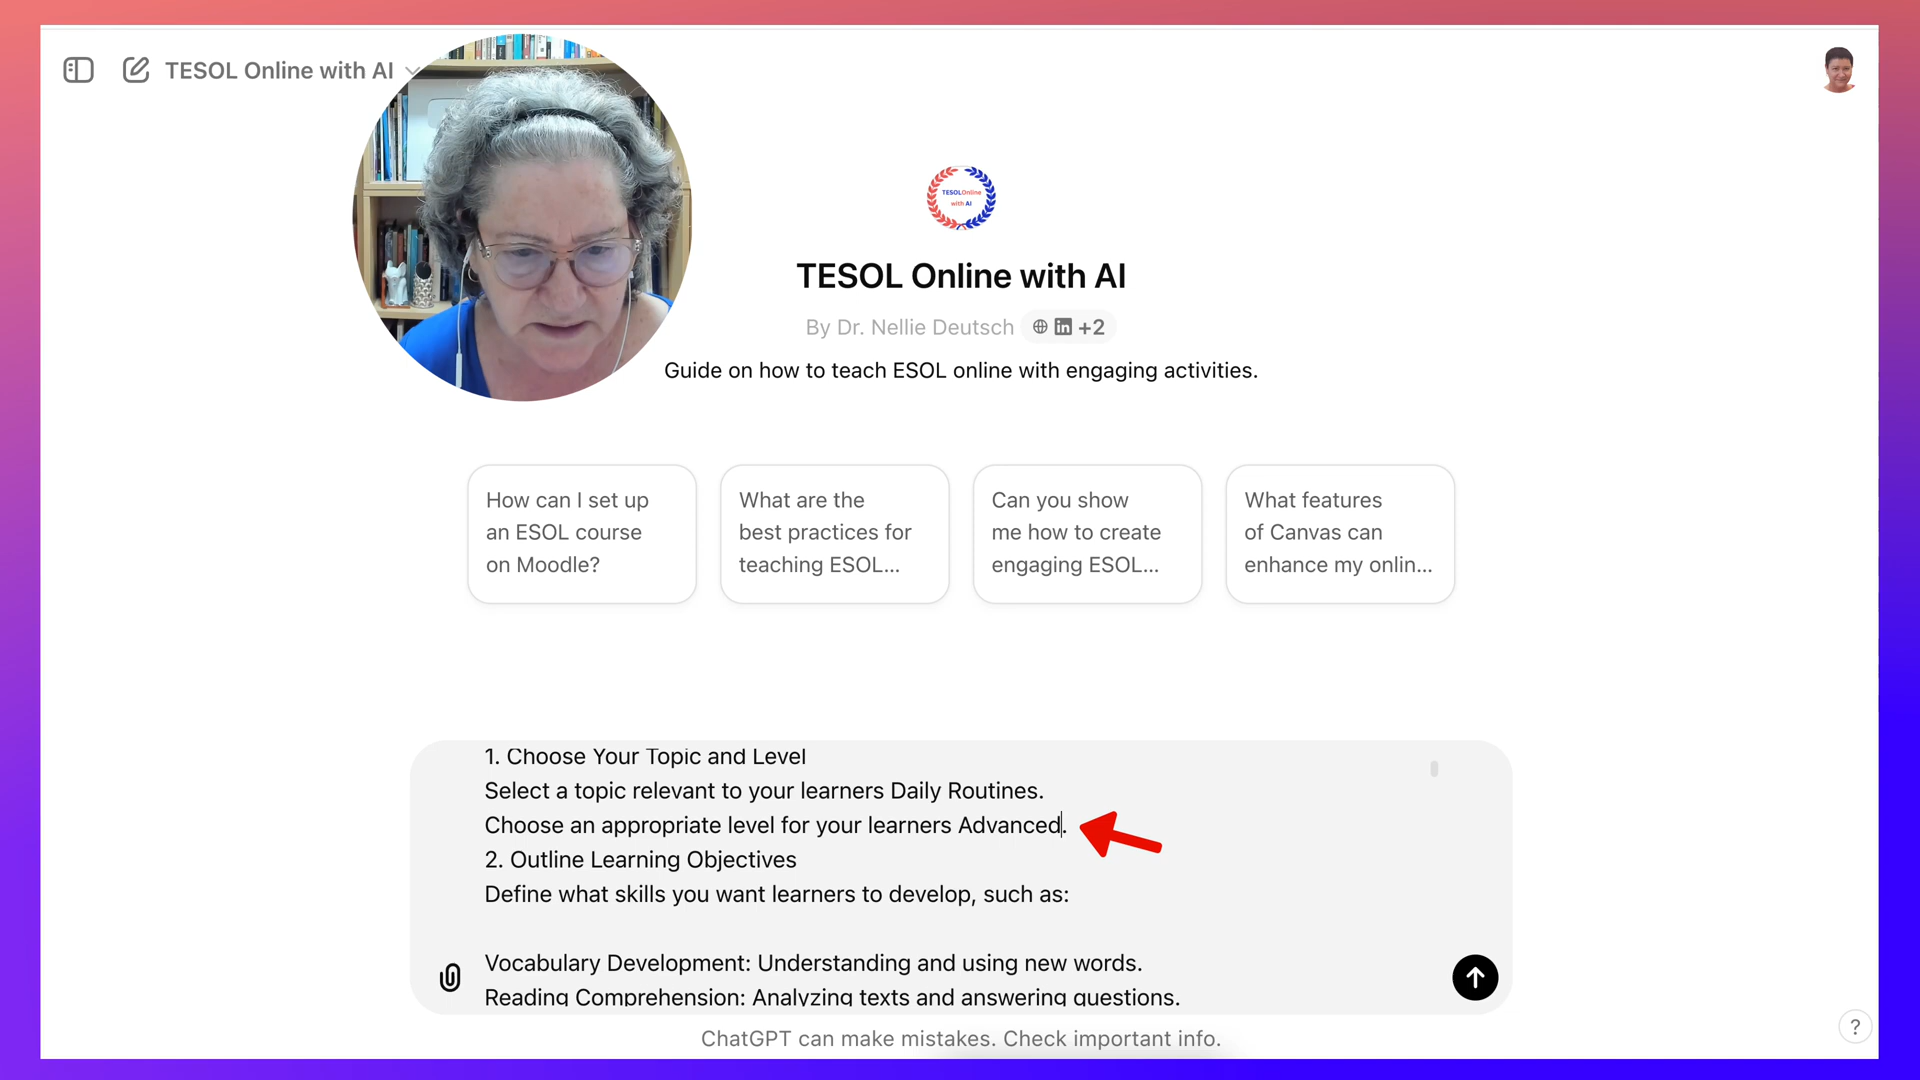 TESOL Online with AI
TESOLOnline
with AI
TESOL Online with AI
By Dr. Nellie Deutsch
in +2
Guide on how to teach ESOL online with engaging activities.
How can I set up
an ESOL course
on Moodle?
What are the
best practices for
teaching ESOL...
Can you show
me how to create
engaging ESOL...
What features
of Canvas can
enhance my onlin...
1. Choose Your Topic and Level
Select a topic relevant to your learners Daily Routines.
Choose an appropriate level for your learners Advanced.
2. Outline Learning Objectives
Define what skills you want learners to develop, such as:
Vocabulary Development: Understanding and using new words.
Reading Comprehension: Analyzing texts and answering questions.
ChatGPT can make mistakes. Check important info.
?